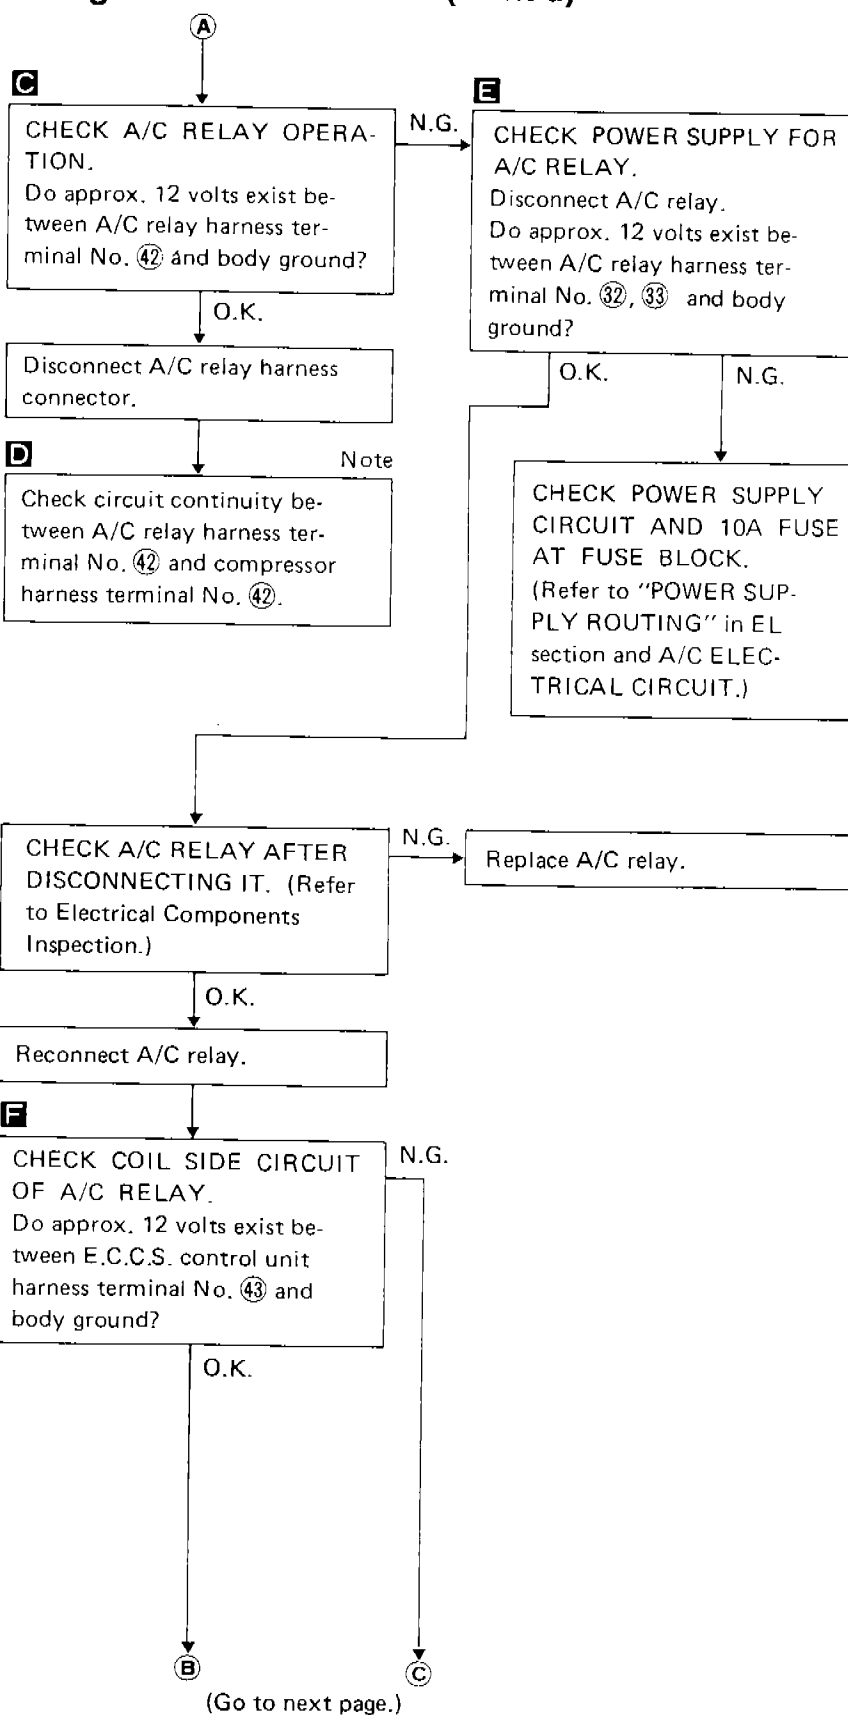 A
C
CHECK A/C RELAY OPERA-
TION.
Do approx. 12 volts exist be-
tween A/C relay harness ter-
minal No. ㊷ and body ground?
N.G.
E
CHECK POWER SUPPLY FOR
A/C RELAY.
Disconnect A/C relay.
Do approx. 12 volts exist be-
tween A/C relay harness ter-
minal No. ㉜, ㉝ and body
ground?
O.K.
Disconnect A/C relay harness
connector.
O.K.
N.G.
D
Note
Check circuit continuity be-
tween A/C relay harness ter-
minal No. ㊷ and compressor
harness terminal No. ㊷.
CHECK POWER SUPPLY
CIRCUIT AND 10A FUSE
AT FUSE BLOCK.
(Refer to "POWER SUP-
PLY ROUTING" in EL
section and A/C ELEC-
TRICAL CIRCUIT.)
CHECK A/C RELAY AFTER
DISCONNECTING IT. (Refer
to Electrical Components
Inspection.)
N.G.
Replace A/C relay.
O.K.
Reconnect A/C relay.
F
CHECK COIL SIDE CIRCUIT
OF A/C RELAY.
Do approx. 12 volts exist be-
tween E.C.C.S. control unit
harness terminal No. ㊸ and
body ground?
N.G.
O.K.
B
C
(Go to next page.)